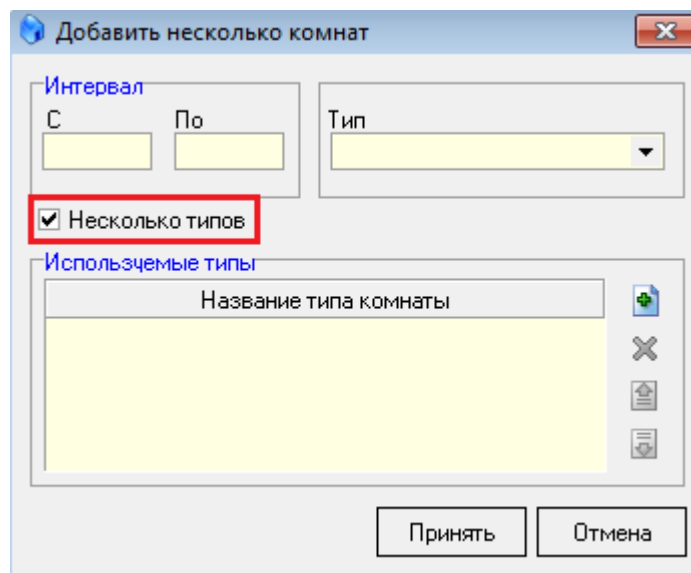 Добавить несколько комнат
Интервал
С По
Тип
Несколько типов
Используемые типы
Название типа комнаты
Принять Отмена